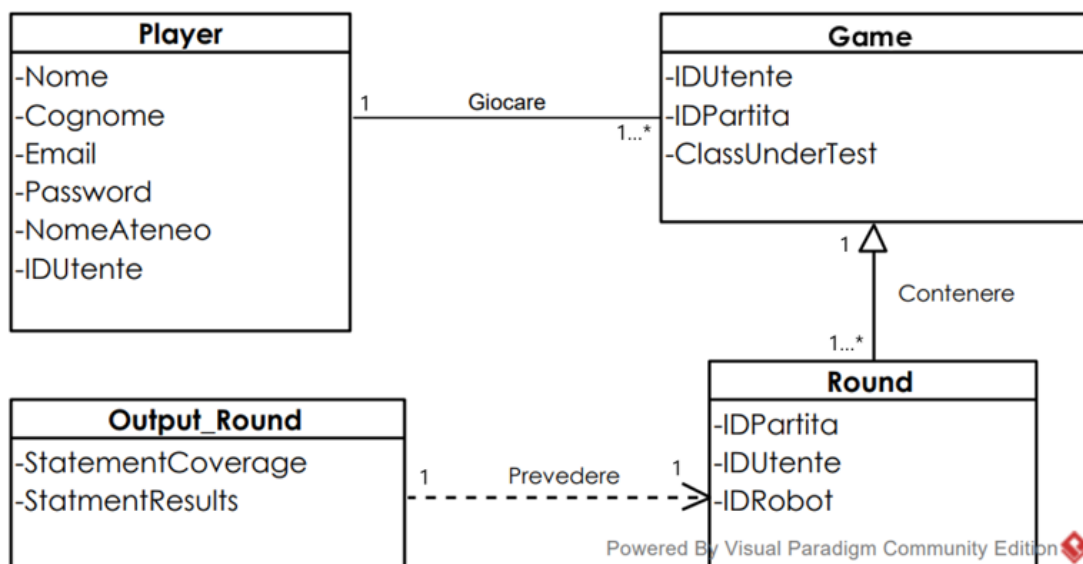 Player
-Nome
-Cognome
-Email
-Password
-NomeAteneo
-IDUtente
1
Giocare
1...*
Game
-IDUtente
-IDPartita
-ClassUnderTest
1
Contenere
1...*
Output_Round
-StatementCoverage
-StatmentResults
1
Prevedere
1
Round
-IDPartita
-IDUtente
-IDRobot
Powered By Visual Paradigm Community Edition